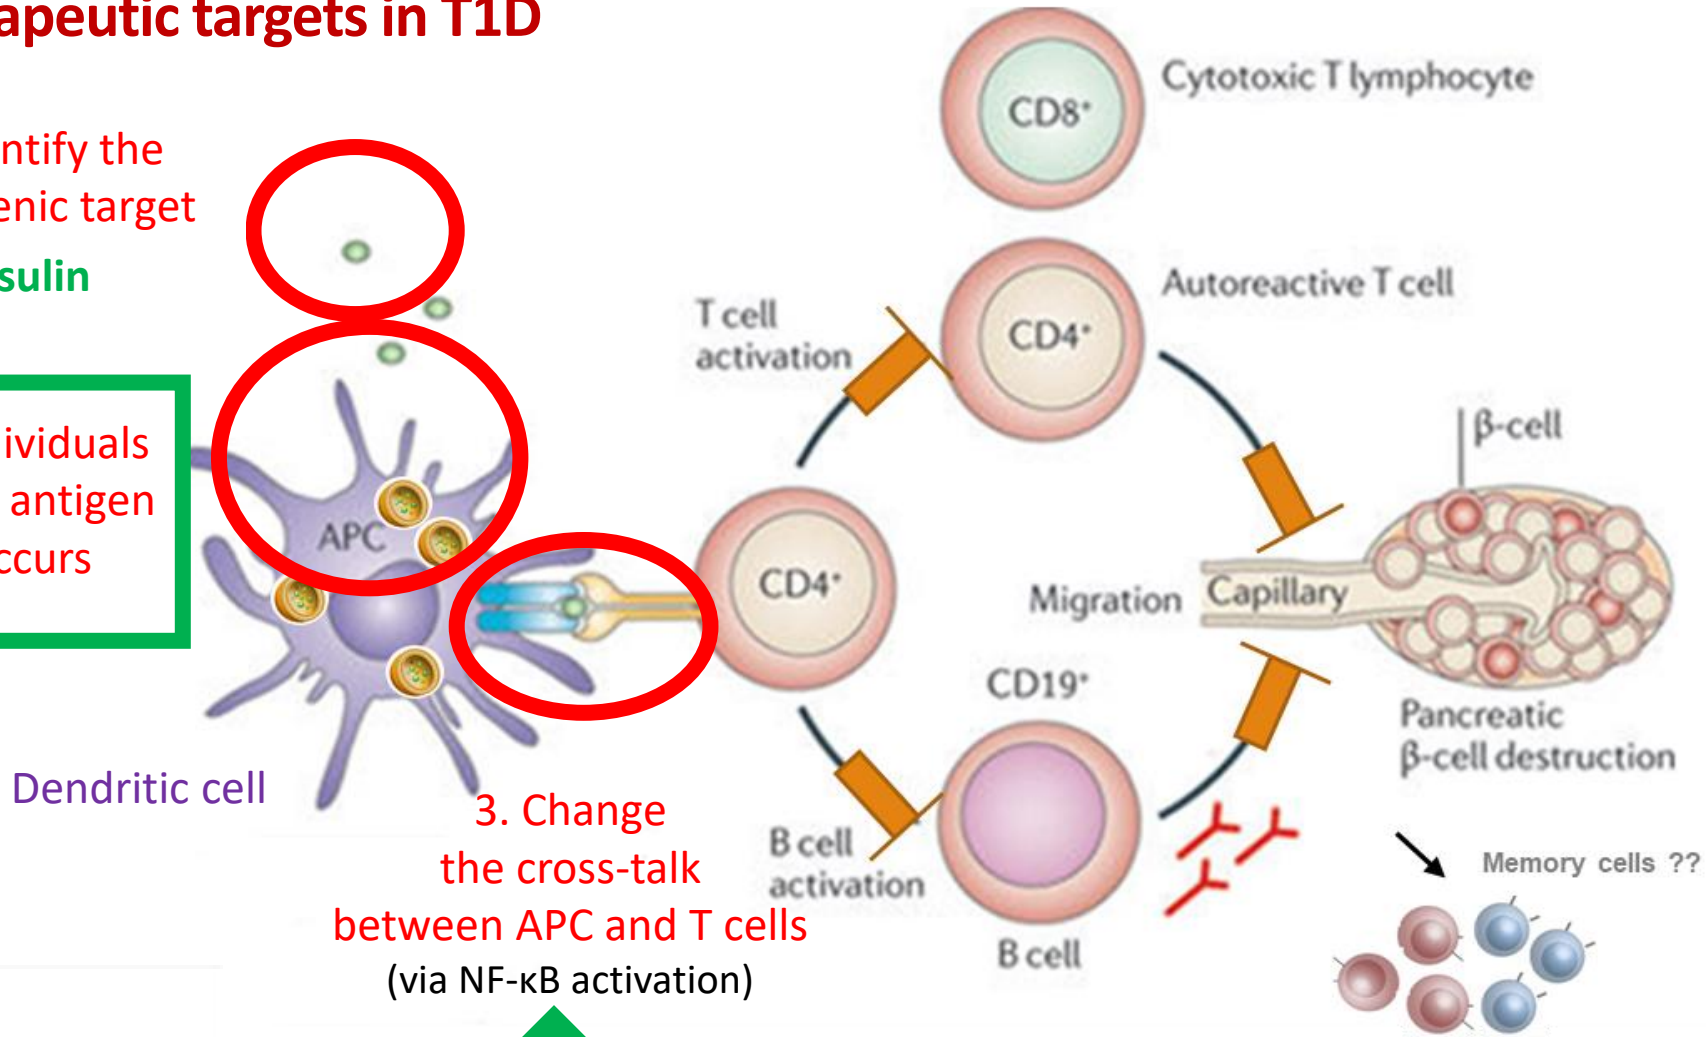 apeutic targets in T1D
ntify the
enic target
sulin
ividuals
antigen
ccurs
APC
Dendritic cell
3. Change
the cross-talk
between APC and T cells
(via NF-κB activation)
T cell
activation
CD4⁺
B cell
activation
CD8⁺
Cytotoxic T lymphocyte
CD4⁺
Autoreactive T cell
Migration
Capillary
β-cell
CD19⁺
B cell
Pancreatic
β-cell destruction
Memory cells ??